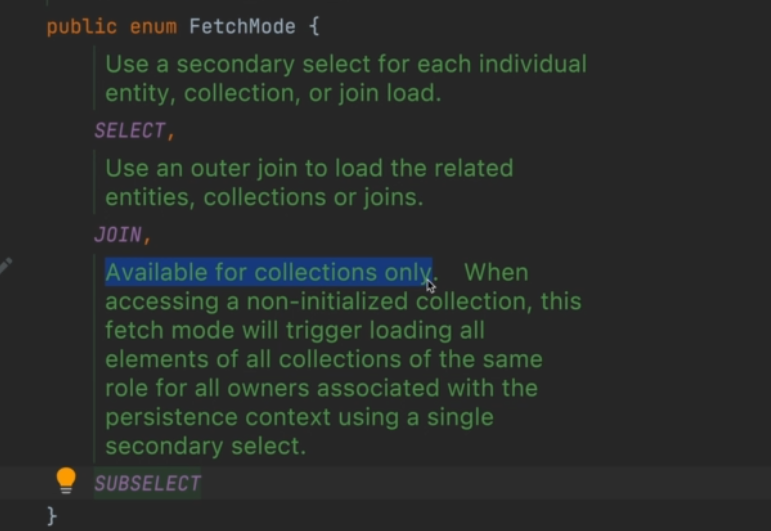 public enum FetchMode {
Use a secondary select for each individual
entity, collection, or join load.
SELECT,
Use an outer join to load the related
entities, collections or joins.
JOIN,
Available for collections only. When
accessing a non-initialized collection, this
fetch mode will trigger loading all
elements of all collections of the same
role for all owners associated with the
persistence context using a single
secondary select.
SUBSELECT
}